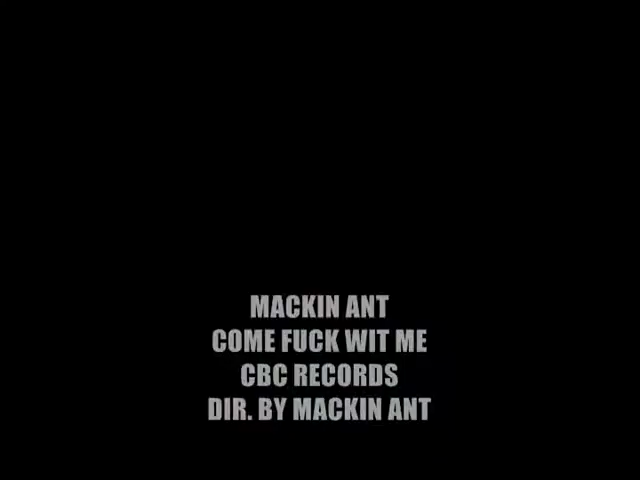 MACKIN ANT
COME FUCK WIT ME
CBC RECORDS
DIR. BY MACKIN ANT